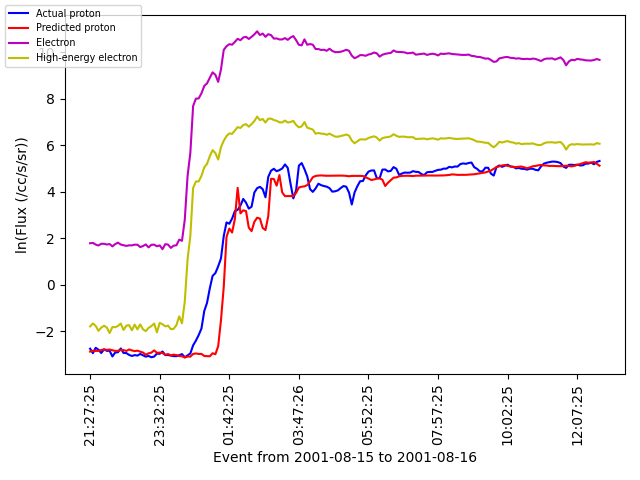 Actual proton
Predicted proton
Electron
High-energy electron
10
8
6
4
2
0
−2
ln(Flux (/cc/s/sr))
21:27:25
23:32:25
01:42:25
03:47:26
05:52:25
07:57:25
10:02:25
12:07:25
Event from 2001-08-15 to 2001-08-16